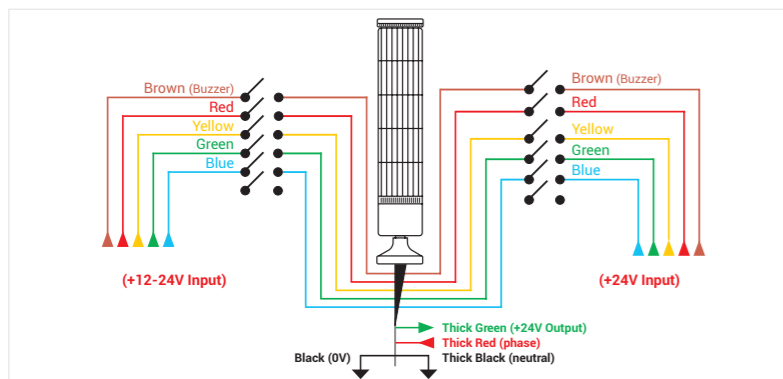 Brown (Buzzer)
Red
Yellow
Green
Blue
(+12-24V Input)
Brown (Buzzer)
Red
Yellow
Green
Blue
(+24V Input)
Thick Green (+24V Output)
Thick Red (phase)
Black (0V)
Thick Black (neutral)